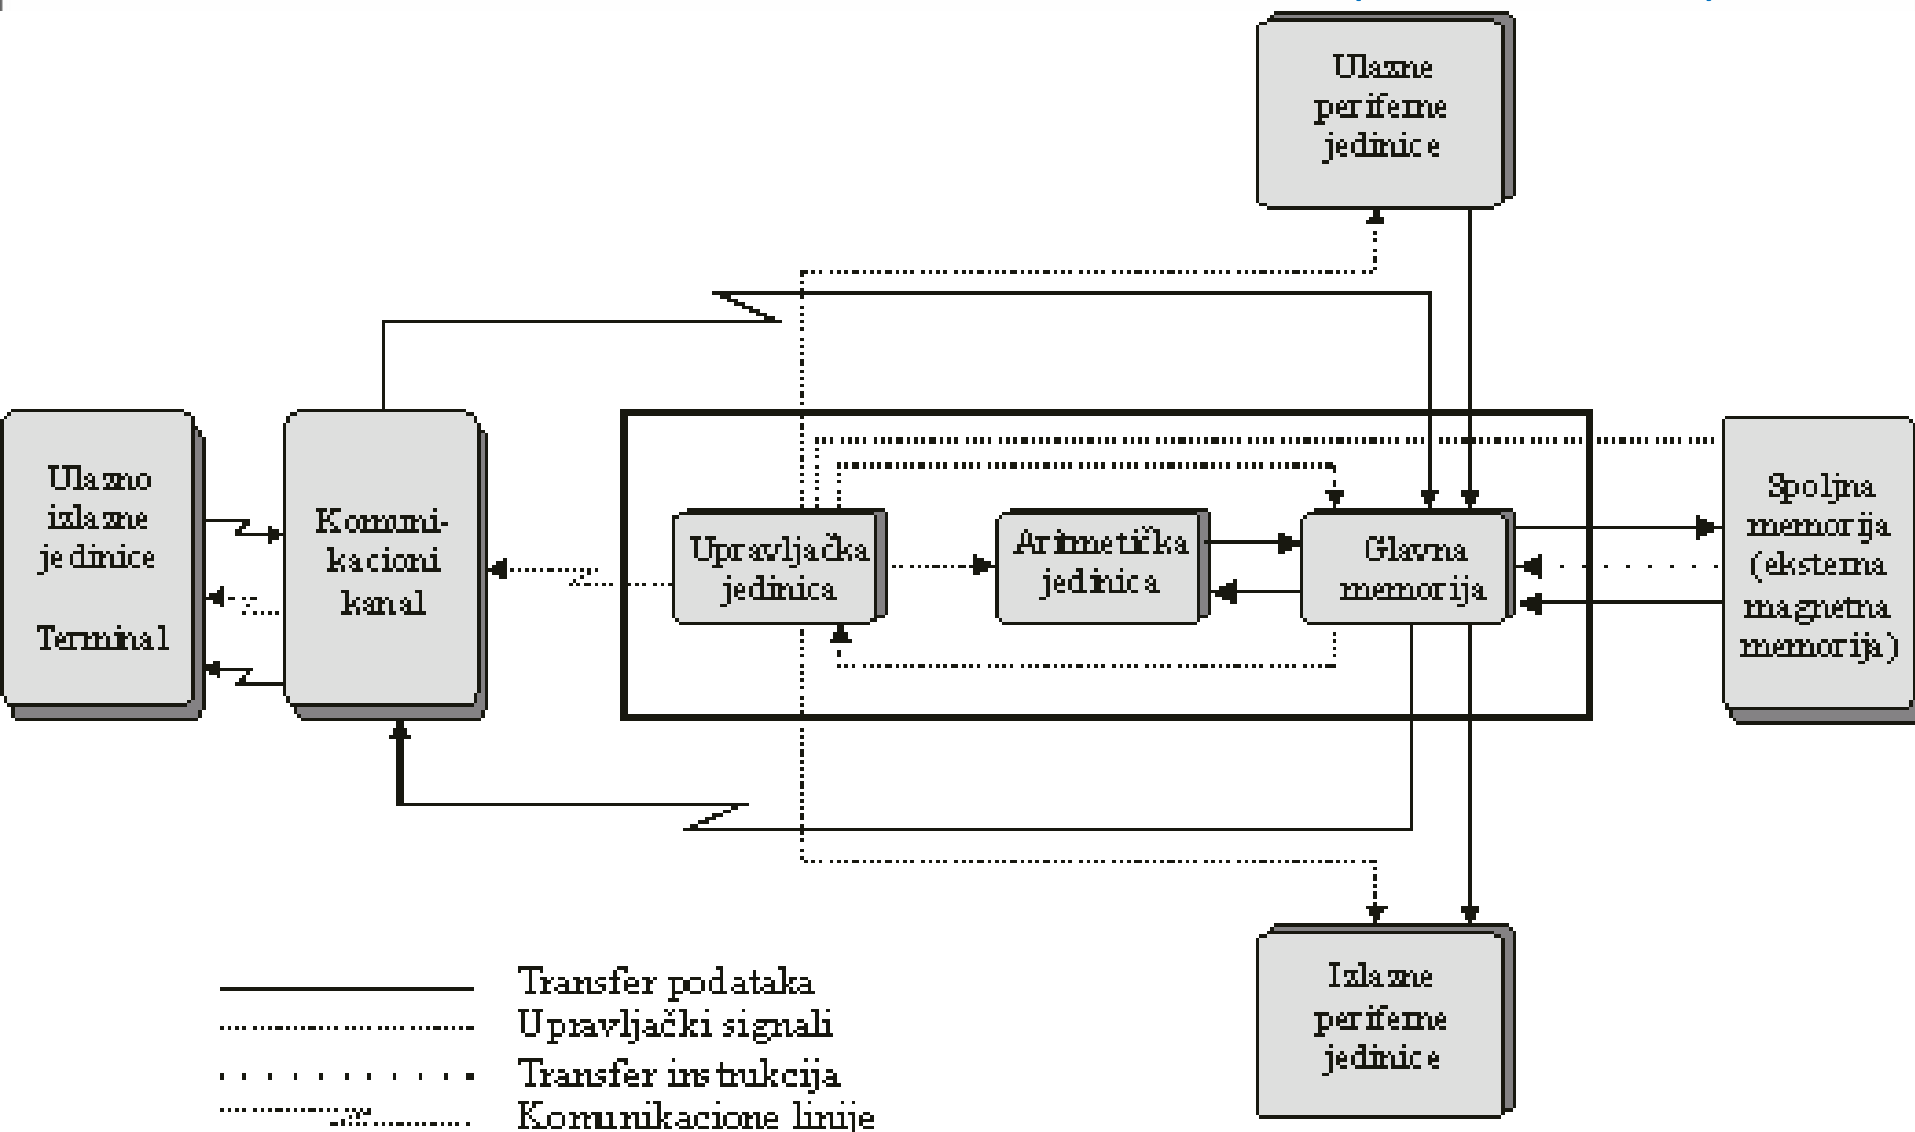 Ulazne
periferne
jedinice
Ulazno
izlazne
jedinice
Terminal
Komuni-
kacioni
kanal
Upravljačka
jedinica
Aritmetička
jedinica
Glavna
memorija
Spoljna
memorija
(eksterna
magnetna
memorija)
Izlazne
periferne
jedinice
Transfer podataka
Upravljački signali
Transfer instrukcija
Komunikacione linije